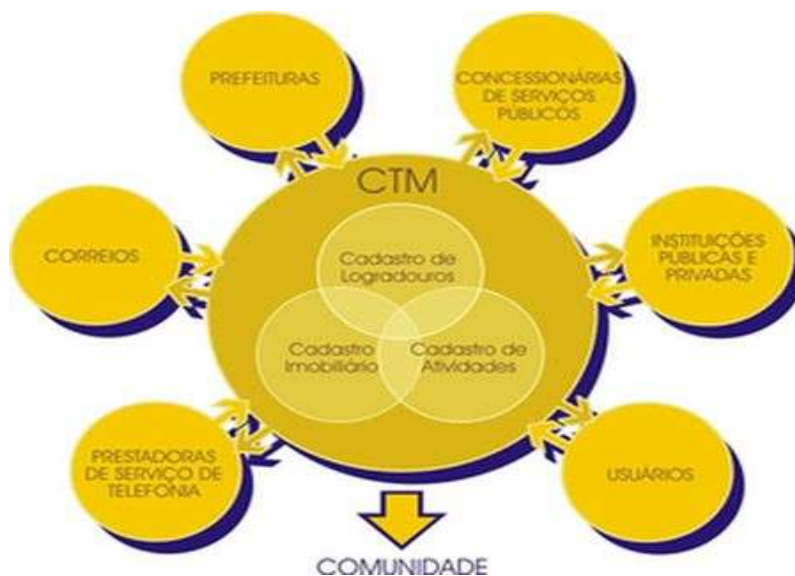 PREFEITURAS
CONCESSIONÁRIAS
DE SERVIÇOS
PÚBLICOS
CTM
CORREIOS
Cadastro de
Logradouros
INSTITUIÇÕES
PÚBLICAS E
PRIVADAS
Cadastro
Imobiliário
Cadastro de
Atividades
PRESTADORAS
DE SERVIÇO DE
TELEFONIA
USUÁRIOS
COMUNIDADE